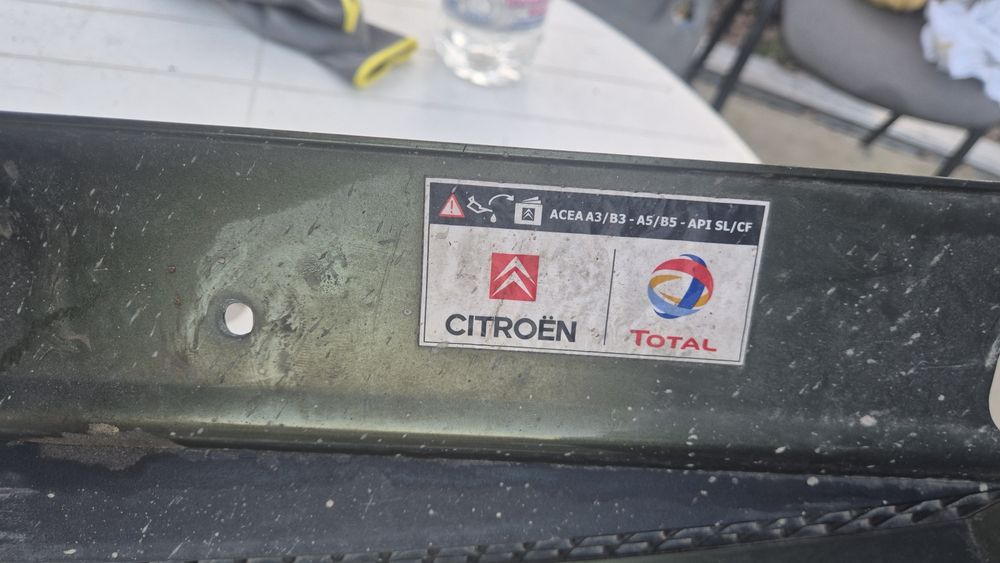 ACEA A3/B3 - A5/B5 - API SL/CF
CITROËN
TOTAL